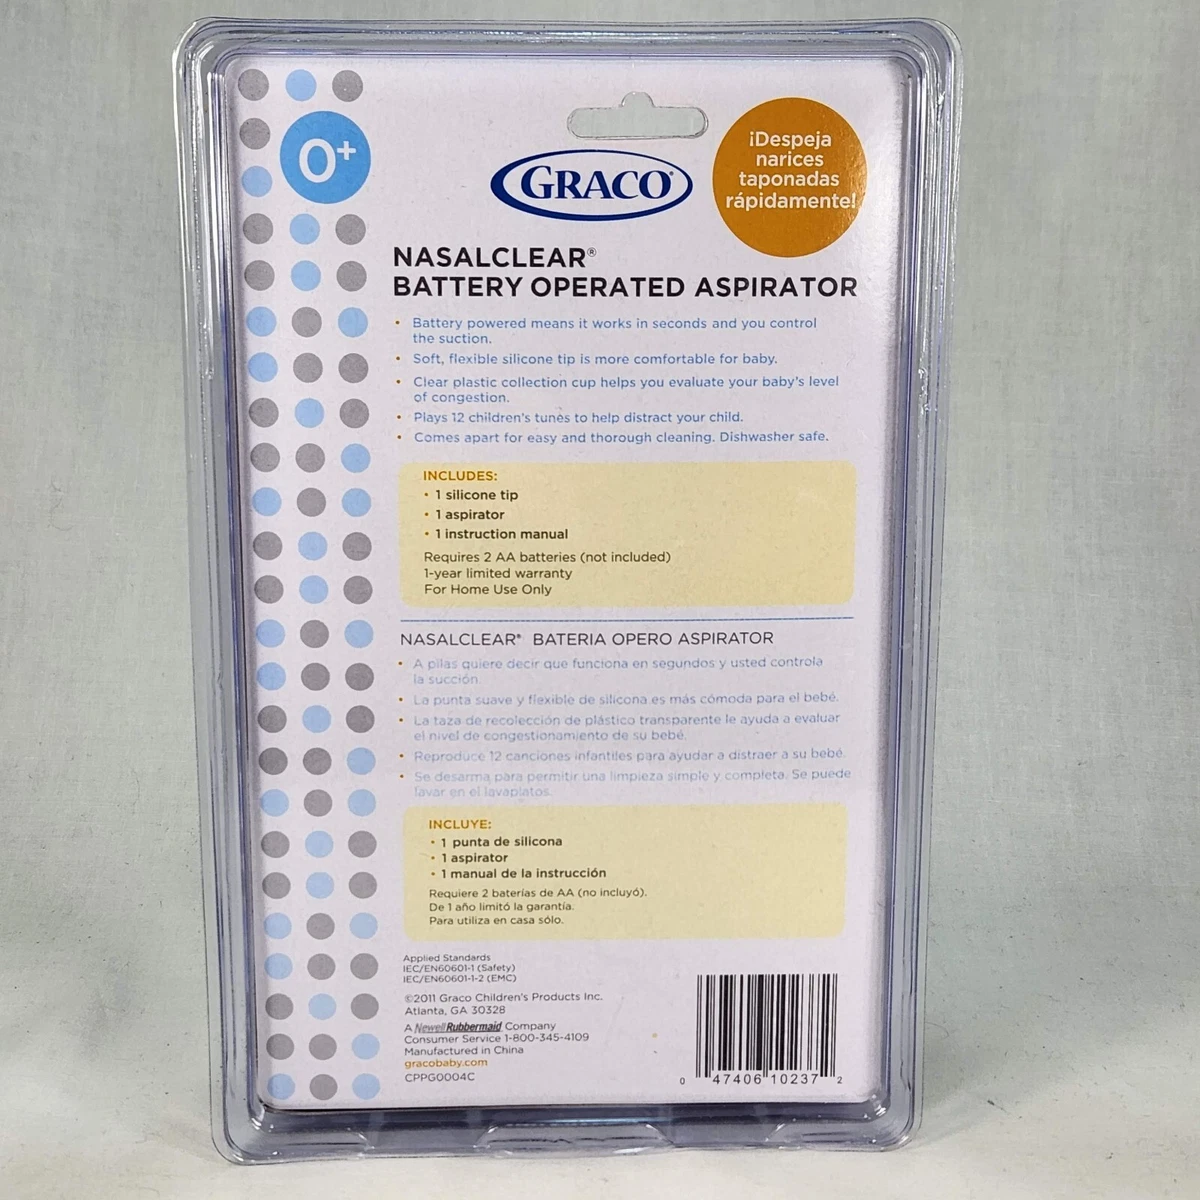 0+
GRACO®
¡Despeja
narices
taponadas
rápidamente!
NASALCLEAR®
BATTERY OPERATED ASPIRATOR
• Battery powered means it works in seconds and you control
the suction.
• Soft, flexible silicone tip is more comfortable for baby.
• Clear plastic collection cup helps you evaluate your baby's level
of congestion.
• Plays 12 children's tunes to help distract your child.
• Comes apart for easy and thorough cleaning. Dishwasher safe.
INCLUDES:
• 1 silicone tip
• 1 aspirator
• 1 instruction manual
Requires 2 AA batteries (not included)
1-year limited warranty
For Home Use Only
NASALCLEAR® BATERIA OPERO ASPIRATOR
• A pilas quiere decir que funciona en segundos y usted controla
la succión.
• La punta suave y flexible de silicona es más cómoda para el bebé.
• La taza de recolección de plástico transparente le ayuda a evaluar
el nivel de congestionamiento de su bebé.
• Reproduce 12 canciones infantiles para ayudar a distraer a su bebé.
• Se desarma para permitir una limpieza simple y completa. Se puede
lavar en el lavaplatos.
INCLUYE:
• 1 punta de silicona
• 1 aspirator
• 1 manual de la instrucción
Requiere 2 baterías de AA (no incluyó).
De 1 año limitó la garantía.
Para utiliza en casa sólo.
Applied Standards
IEC/EN60601-1 (Safety)
IEC/EN60601-1-2 (EMC)
©2011 Graco Children's Products Inc.
Atlanta, GA 30328
A Newell Rubbermaid Company
Consumer Service 1-800-345-4109
Manufactured in China
gracobaby.com
CPPG0004C
0 47406 10237 2